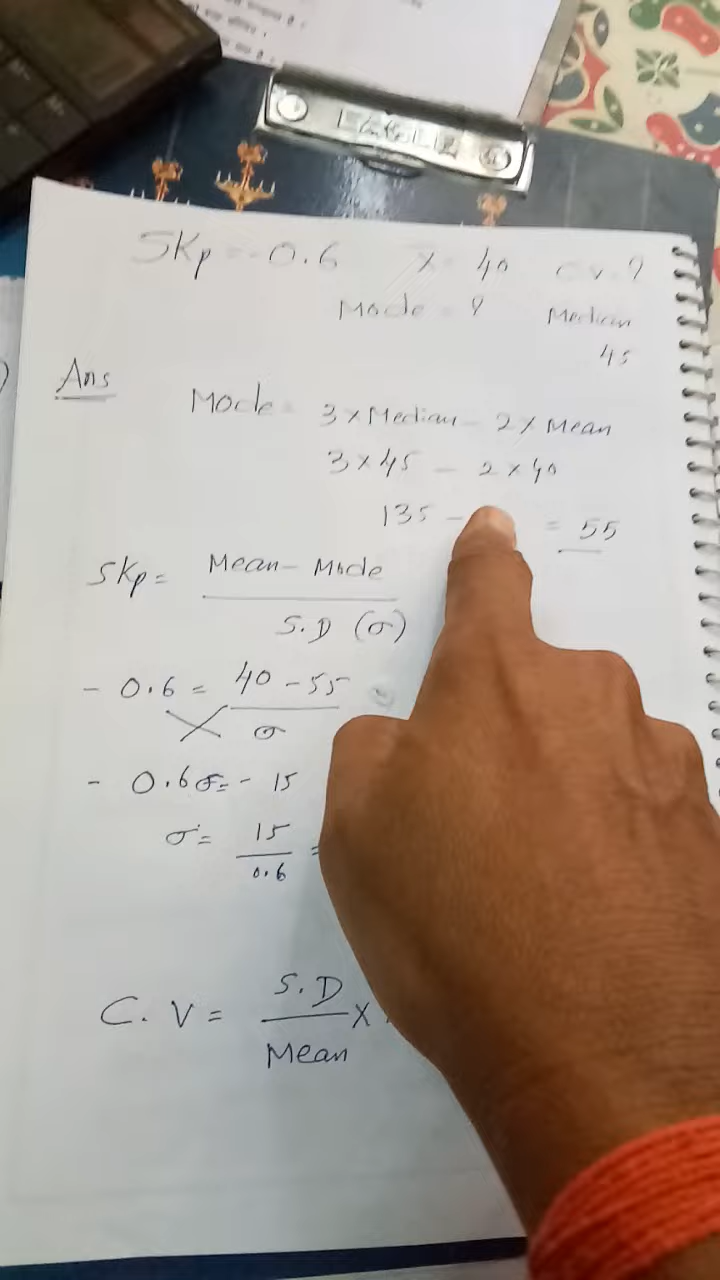 EAGLE
SKp = -0.6 x̄ = 40 C.V. ?
Mode = ? Median
45
Ans
Mode = 3 × Median - 2 × Mean
3 × 45 - 2 × 40
135 - = 55
SKp = Mean - Mode
S.D (σ)
- 0.6 = 40 - 55
σ
- 0.6σ = - 15
σ = 15 =
0.6
C. V = S.D ×
Mean